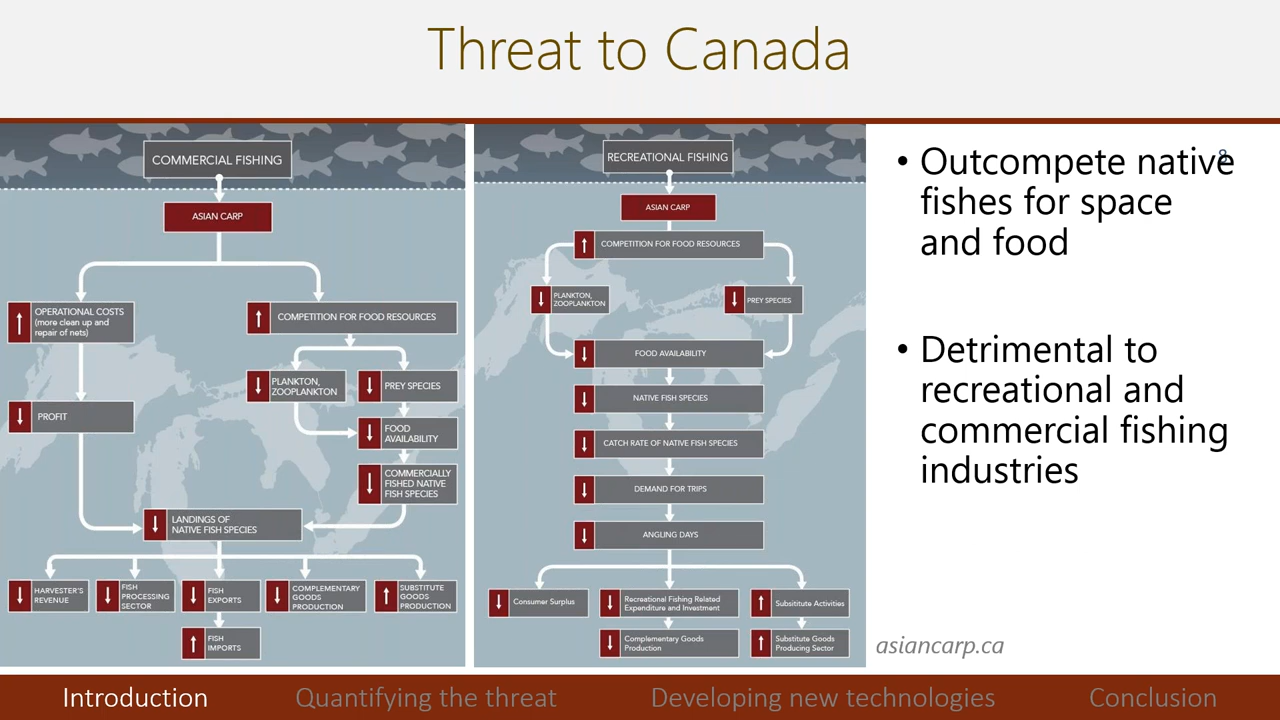 Threat to Canada
8
COMMERCIAL FISHING
ASIAN CARP
OPERATIONAL COSTS
(more clean up and
repair of nets)
COMPETITION FOR FOOD RESOURCES
PLANKTON,
ZOOPLANKTON
PREY SPECIES
PROFIT
FOOD
AVAILABILITY
COMMERCIALLY
FISHED NATIVE
FISH SPECIES
LANDINGS OF
NATIVE FISH SPECIES
HARVESTER'S
REVENUE
FISH
PROCESSING
SECTOR
FISH
EXPORTS
COMPLEMENTARY
GOODS
PRODUCTION
SUBSTITUTE
GOODS
PRODUCTION
FISH
IMPORTS
RECREATIONAL FISHING
ASIAN CARP
COMPETITION FOR FOOD RESOURCES
PLANKTON,
ZOOPLANKTON
PREY SPECIES
FOOD AVAILABILITY
NATIVE FISH SPECIES
CATCH RATE OF NATIVE FISH SPECIES
DEMAND FOR TRIPS
ANGLING DAYS
Consumer Surplus
Recreational Fishing Related
Expenditure and Investment
Subsititute Activities
Complementary Goods
Production
Substitute Goods
Producing Sector
• Outcompete native
fishes for space
and food
• Detrimental to
recreational and
commercial fishing
industries
asiancarp.ca
Introduction
Quantifying the threat
Developing new technologies
Conclusion